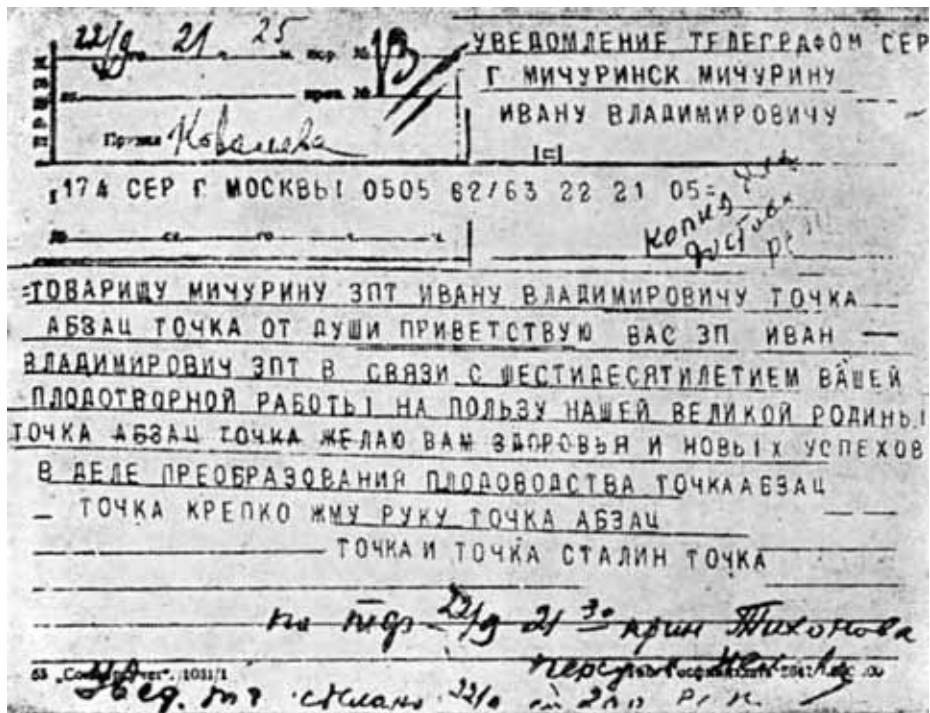 22/9 21 25
УВЕДОМЛЕНИЕ ТЕЛЕГРАФОМ СЕР
Г МИЧУРИНСК МИЧУРИНУ
ИВАНУ ВЛАДИМИРОВИЧУ
Ковалева
174 СЕР Г МОСКВЫ 0505 62/63 22 21 05=
копия
=ТОВАРИЩУ МИЧУРИНУ ЗПТ ИВАНУ ВЛАДИМИРОВИЧУ ТОЧКА
АБЗАЦ ТОЧКА ОТ ДУШИ ПРИВЕТСТВУЮ ВАС ЗП ИВАН
ВЛАДИМИРОВИЧ ЗПТ В СВЯЗИ С ШЕСТИДЕСЯТИЛЕТИЕМ ВАШЕЙ
ПЛОДОТВОРНОЙ РАБОТЫ НА ПОЛЬЗУ НАШЕЙ ВЕЛИКОЙ РОДИНЫ
ТОЧКА АБЗАЦ ТОЧКА ЖЕЛАЮ ВАМ ЗДОРОВЬЯ И НОВЫХ УСПЕХОВ
В ДЕЛЕ ПРЕОБРАЗОВАНИЯ ПЛОДОВОДСТВА ТОЧКААБЗАЦ
ТОЧКА КРЕПКО ЖМУ РУКУ ТОЧКА АБЗАЦ
ТОЧКА И ТОЧКА СТАЛИН ТОЧКА
22/9 21 30 Тихонова